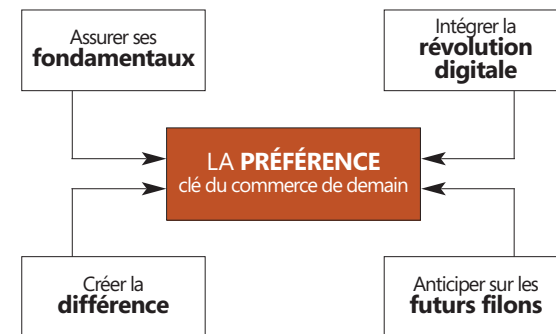 Assurer ses
fondamentaux
Intégrer la
révolution
digitale
LA PRÉFÉRENCE
clé du commerce de demain
Créer la
différence
Anticiper sur les
futurs filons